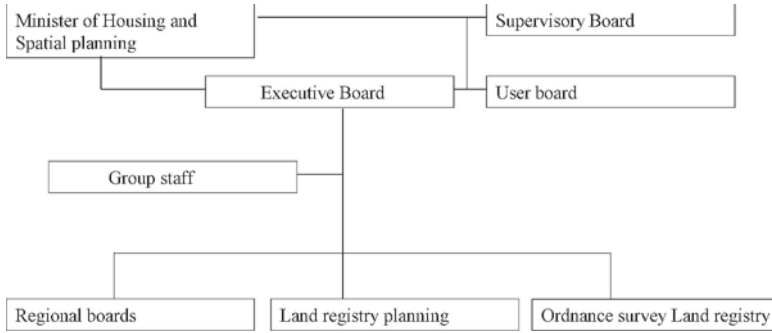 Minister of Housing and
Spatial planning
Supervisory Board
Executive Board
User board
Group staff
Regional boards
Land registry planning
Ordnance survey Land registry